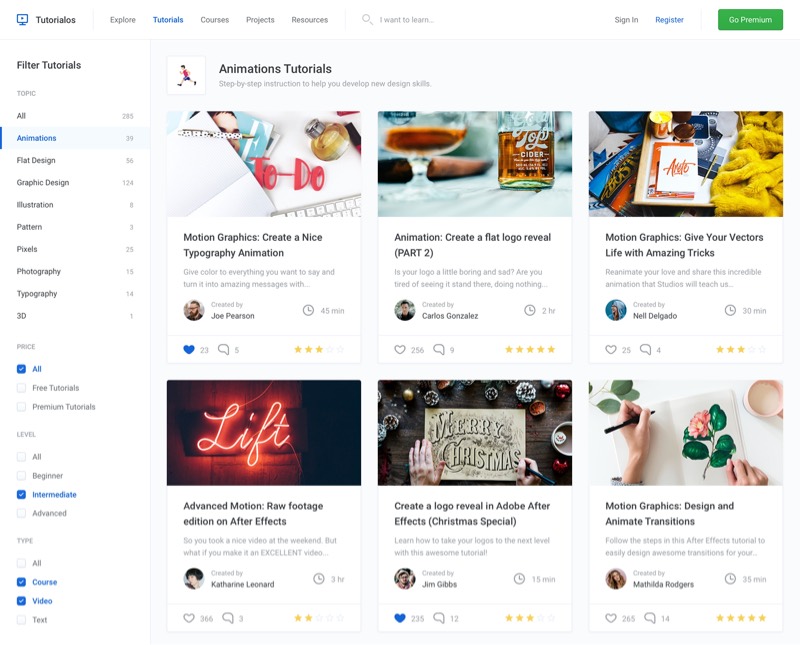 Tutorialos
Explore
Tutorials
Courses
Projects
Resources
I want to learn...
Sign In
Register
Go Premium
Filter Tutorials
TOPIC
All 285
Animations 39
Flat Design 56
Graphic Design 124
Illustration 8
Pattern 3
Pixels 25
Photography 15
Typography 14
3D 1
PRICE
All
Free Tutorials
Premium Tutorials
LEVEL
All
Beginner
Intermediate
Advanced
TYPE
All
Course
Video
Text
Animations Tutorials
Step-by-step instruction to help you develop new design skills.
To-Do
Motion Graphics: Create a Nice
Typography Animation
Give color to everything you want to say and
turn it into amazing messages with...
Created by
Joe Pearson
45 min
23 5
Top
CIDER
Animation: Create a flat logo reveal
(PART 2)
Is your logo a little boring and sad? Are you
tired of seeing it stand there, doing nothing...
Created by
Carlos Gonzalez
2 hr
256 9
Motion Graphics: Give Your Vectors
Life with Amazing Tricks
Reanimate your love and share this incredible
animation that Studios will teach us...
Created by
Nell Delgado
30 min
25 4
Lift
Advanced Motion: Raw footage
edition on After Effects
So you took a nice video at the weekend. But
what if you make it an EXCELLENT video...
Created by
Katharine Leonard
3 hr
366 3
MERRY
CHRISTMAS
Create a logo reveal in Adobe After
Effects (Christmas Special)
Learn how to take your logos to the next level
with this awesome tutorial!
Created by
Jim Gibbs
15 min
235 12
Motion Graphics: Design and
Animate Transitions
Follow the steps in this After Effects tutorial to
easily design awesome transitions for your...
Created by
Mathilda Rodgers
35 min
265 14